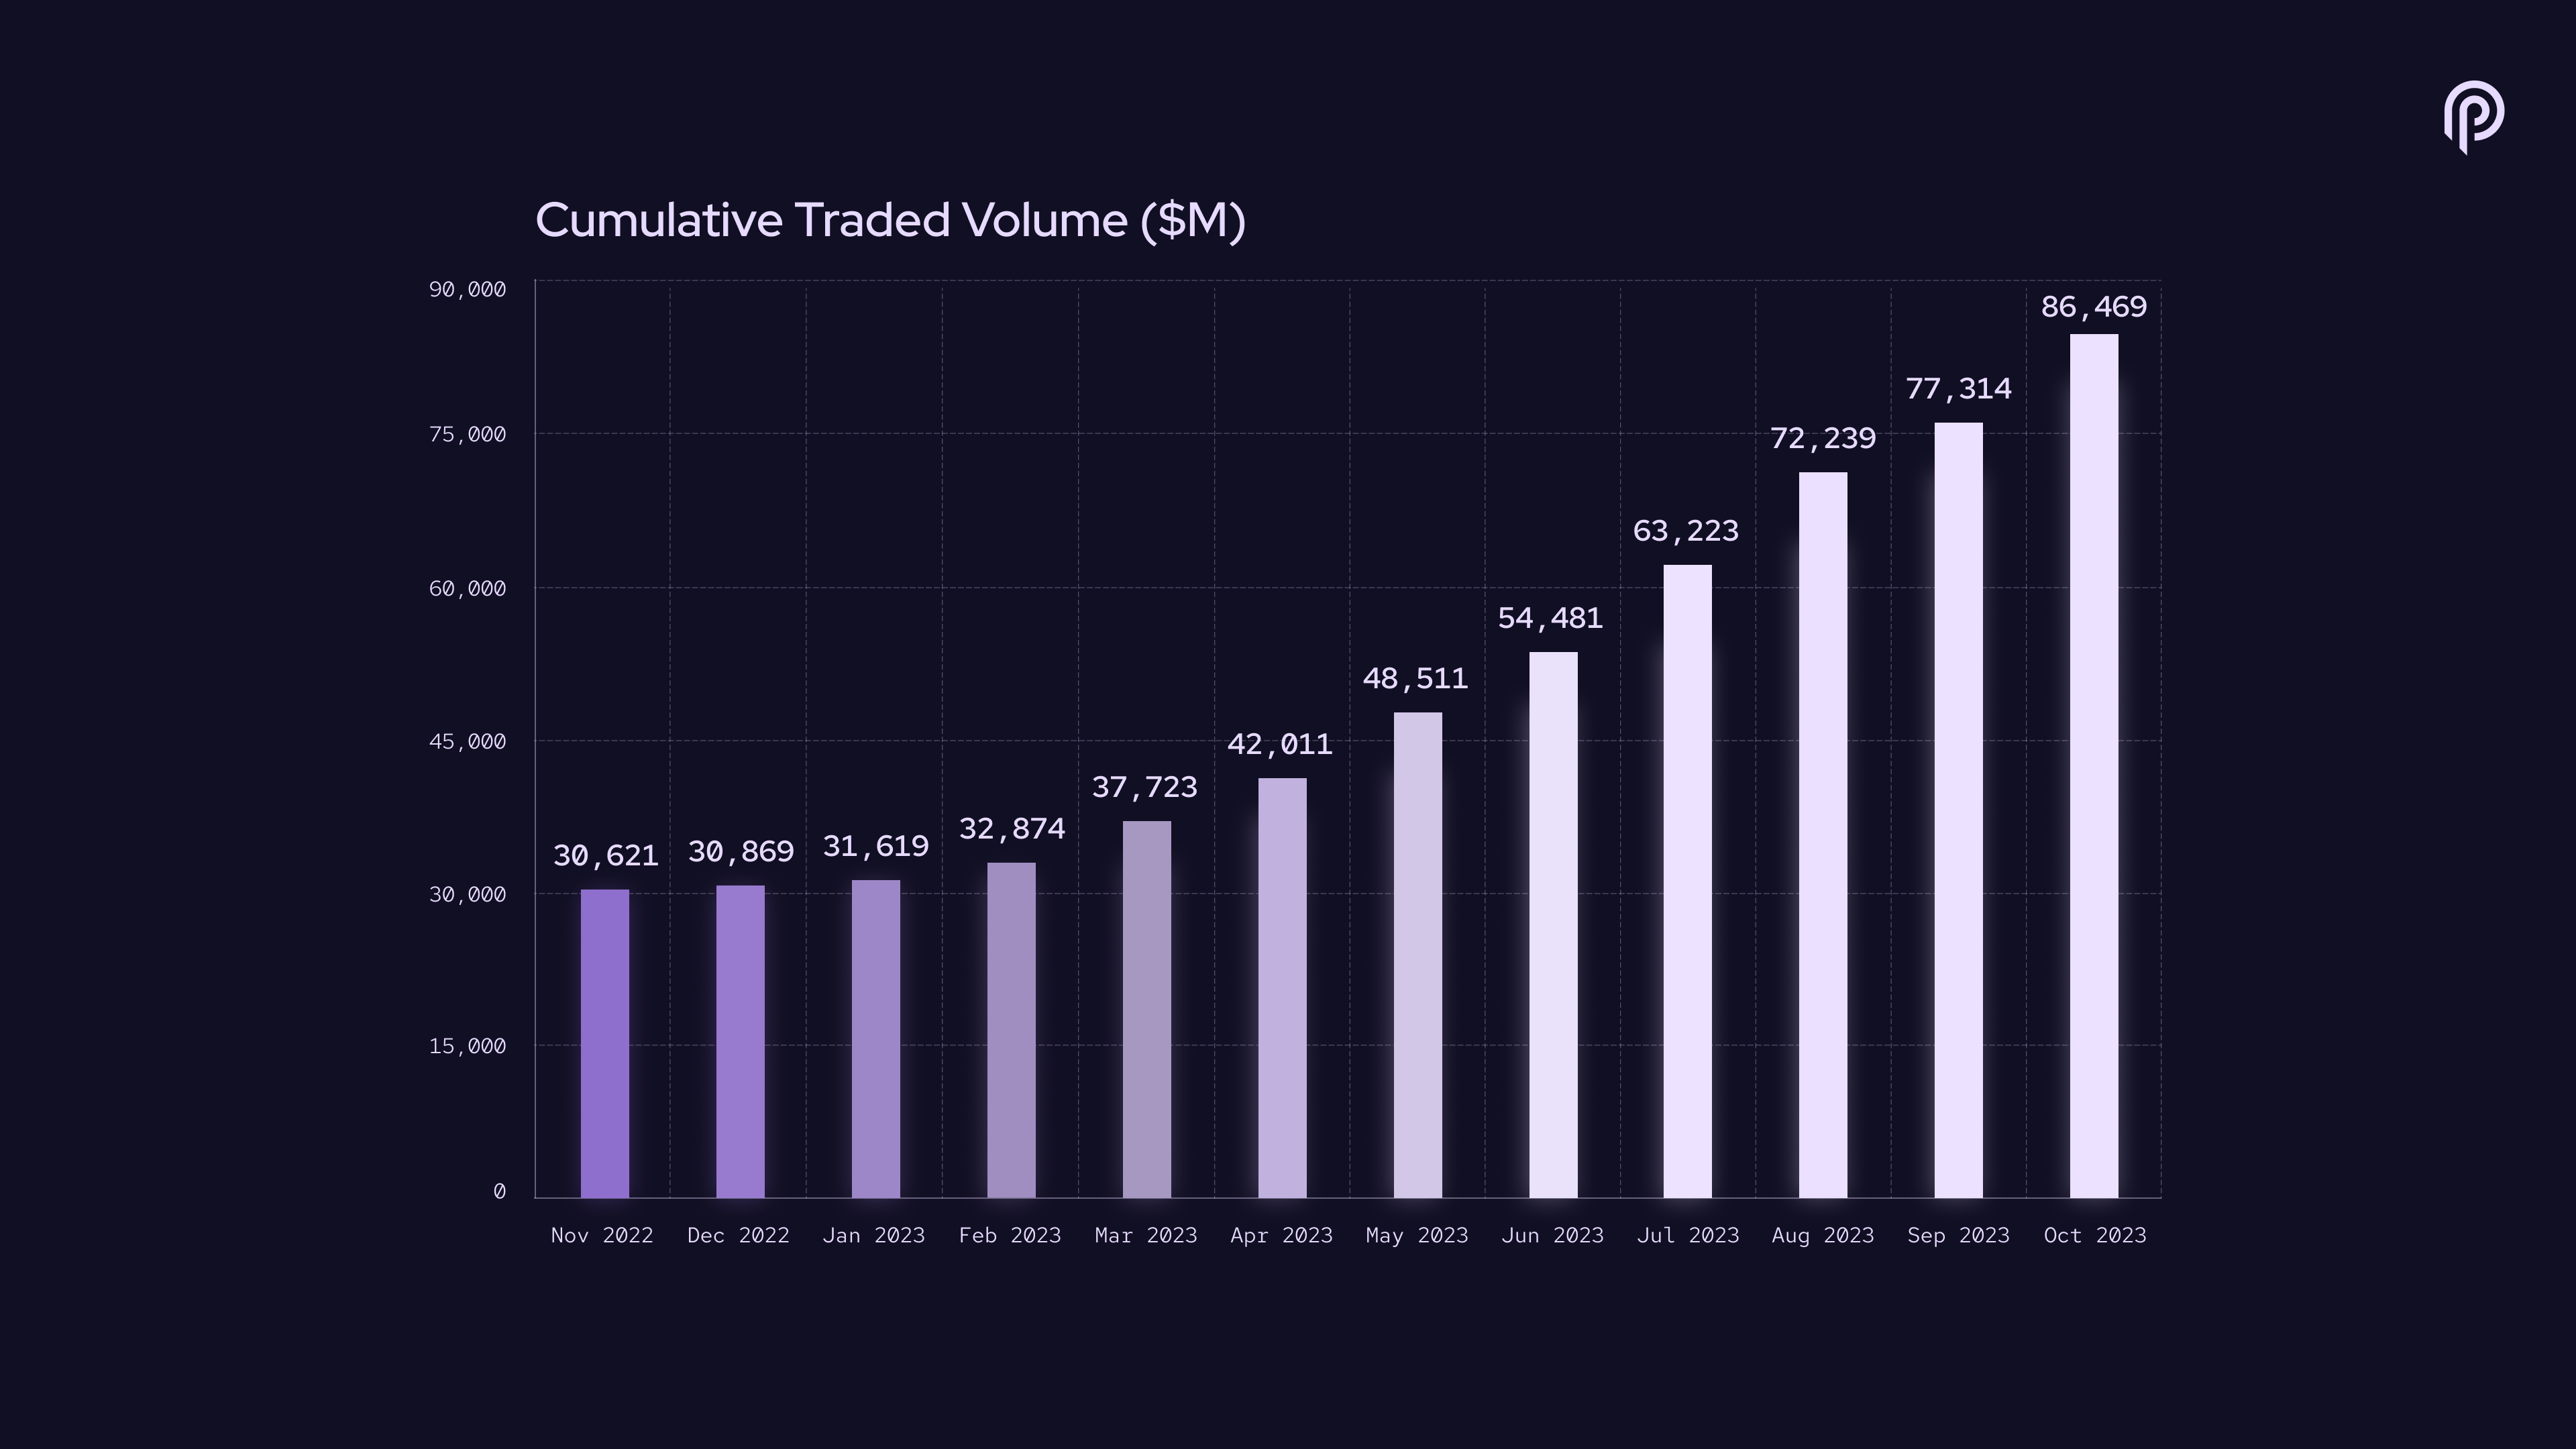 Cumulative Traded Volume ($M)
90,000
75,000
60,000
45,000
30,000
15,000
0
30,621
30,869
31,619
32,874
37,723
42,011
48,511
54,481
63,223
72,239
77,314
86,469
Nov 2022
Dec 2022
Jan 2023
Feb 2023
Mar 2023
Apr 2023
May 2023
Jun 2023
Jul 2023
Aug 2023
Sep 2023
Oct 2023